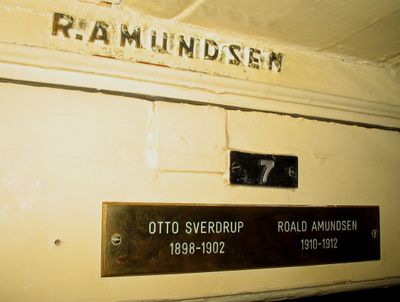 R. AMUNDSEN
7
OTTO SVERDRUP
1898-1902
ROALD AMUNDSEN
1910-1912